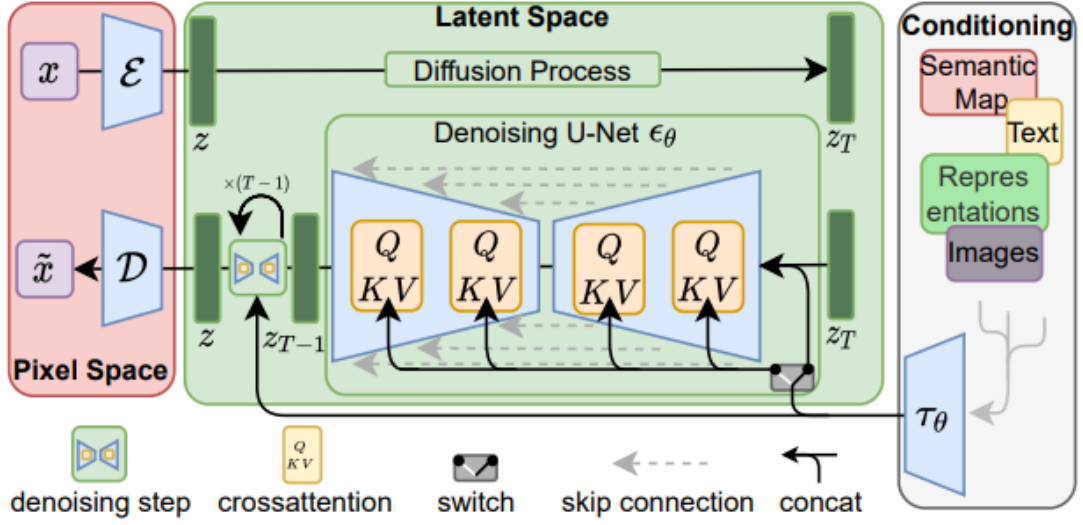 Latent Space
Conditioning
x
ℰ
Diffusion Process
z
z_T
Semantic
Map
Text
Repres
entations
Images
Denoising U-Net ϵ_θ
×(T−1)
x̃
𝒟
Q
KV
Q
KV
Q
KV
Q
KV
z
z_{T−1}
z_T
Pixel Space
τ_θ
Q
KV
denoising step
crossattention
switch
skip connection
concat